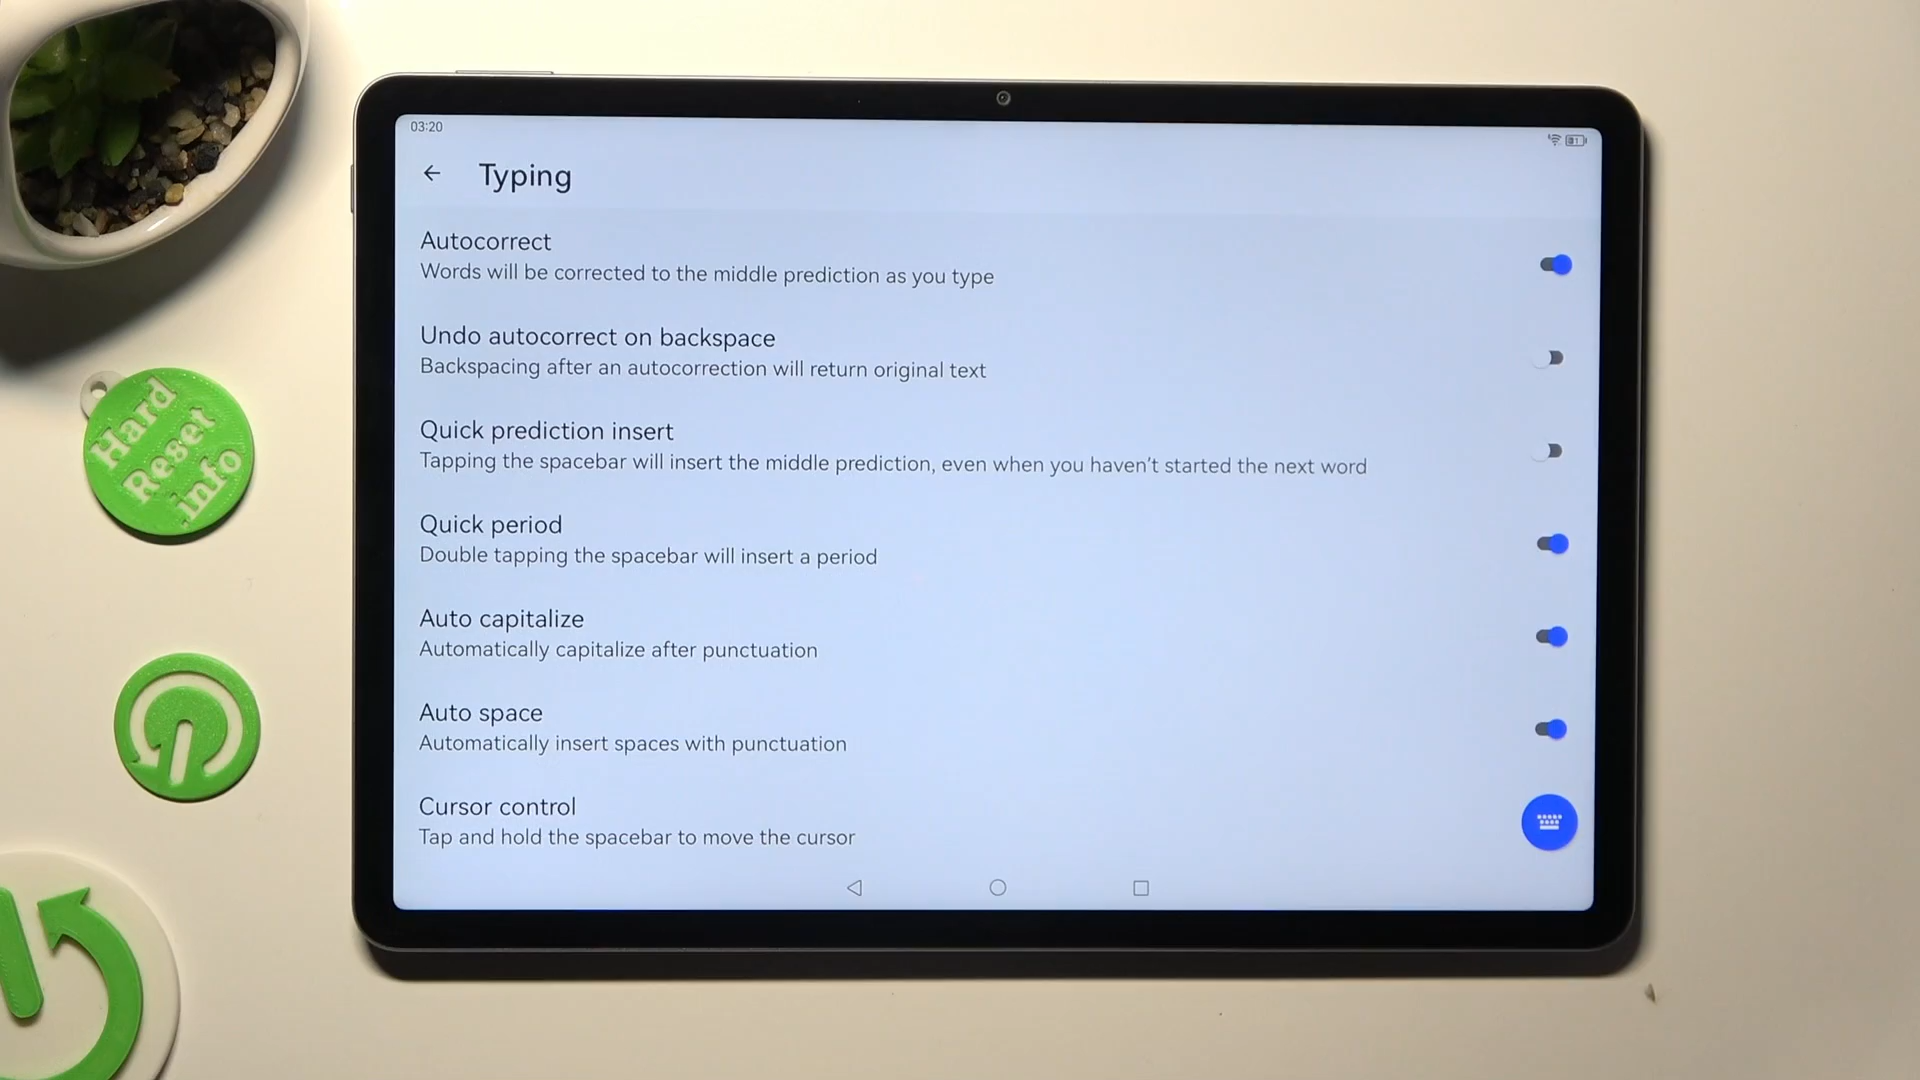 03:20
Typing
Autocorrect
Words will be corrected to the middle prediction as you type
Undo autocorrect on backspace
Backspacing after an autocorrection will return original text
Quick prediction insert
Tapping the spacebar will insert the middle prediction, even when you haven't started the next word
Quick period
Double tapping the spacebar will insert a period
Auto capitalize
Automatically capitalize after punctuation
Auto space
Automatically insert spaces with punctuation
Cursor control
Tap and hold the spacebar to move the cursor
Hard
Reset
.info